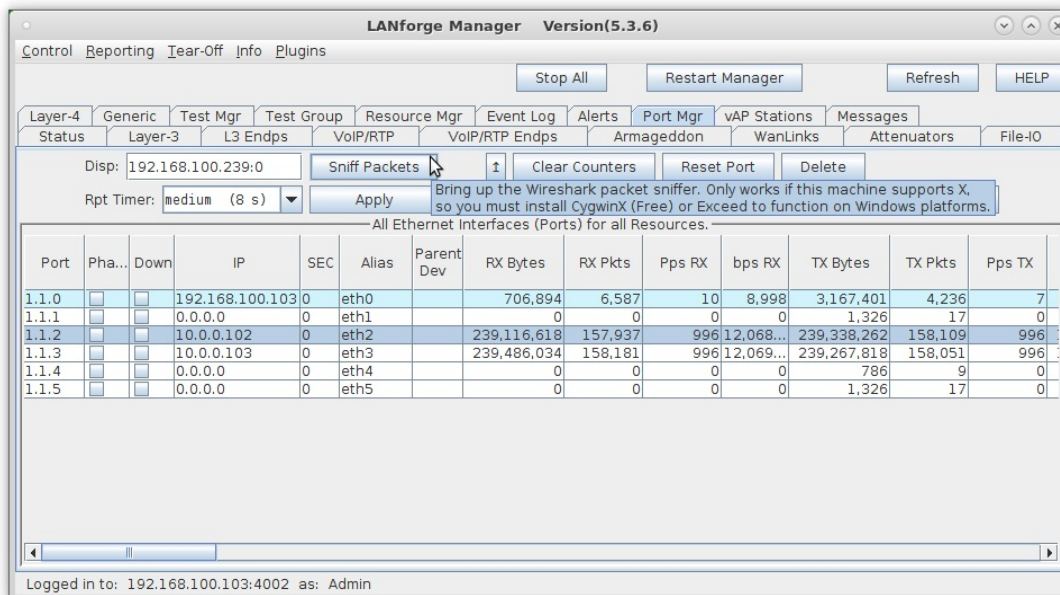 LANforge Manager Version(5.3.6)
Control Reporting Tear-Off Info Plugins
Stop All Restart Manager Refresh HELP
Layer-4 Generic Test Mgr Test Group Resource Mgr Event Log Alerts Port Mgr vAP Stations Messages
Status Layer-3 L3 Endps VoIP/RTP VoIP/RTP Endps Armageddon WanLinks Attenuators File-IO
Disp: 192.168.100.239:0 Sniff Packets ↥ Clear Counters Reset Port Delete
Rpt Timer: medium (8 s) Apply
Bring up the Wireshark packet sniffer. Only works if this machine supports X,
so you must install CygwinX (Free) or Exceed to function on Windows platforms.
All Ethernet Interfaces (Ports) for all Resources.
Port Pha... Down IP SEC Alias Parent Dev RX Bytes RX Pkts Pps RX bps RX TX Bytes TX Pkts Pps TX
1.1.0 192.168.100.103 0 eth0 706,894 6,587 10 8,998 3,167,401 4,236 7
1.1.1 0.0.0.0 0 eth1 0 0 0 0 1,326 17 0
1.1.2 10.0.0.102 0 eth2 239,116,618 157,937 996 12,068... 239,338,262 158,109 996
1.1.3 10.0.0.103 0 eth3 239,486,034 158,181 996 12,069... 239,267,818 158,051 996
1.1.4 0.0.0.0 0 eth4 0 0 0 0 786 9 0
1.1.5 0.0.0.0 0 eth5 0 0 0 0 1,326 17 0
Logged in to: 192.168.100.103:4002 as: Admin